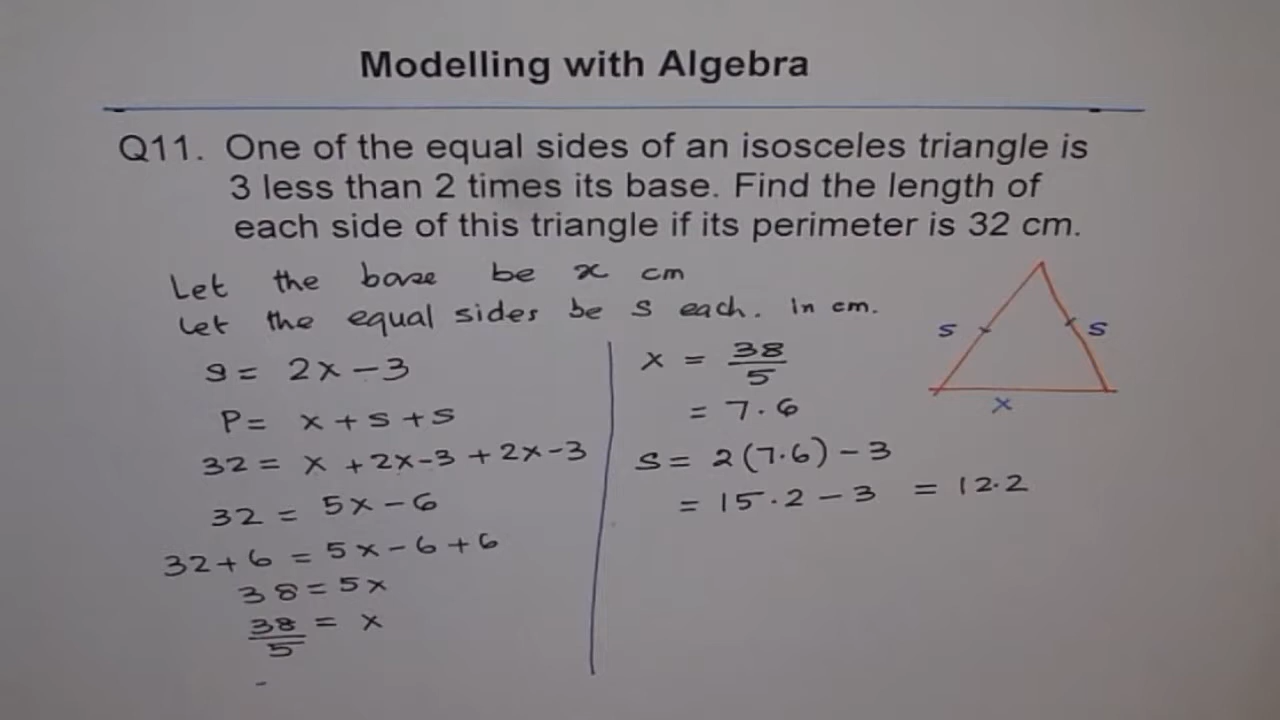 Modelling with Algebra
Q11. One of the equal sides of an isosceles triangle is
3 less than 2 times its base. Find the length of
each side of this triangle if its perimeter is 32 cm.
Let the base be x cm
Let the equal sides be s each. In cm.
s = 2x - 3
P = x + s + s
32 = x + 2x - 3 + 2x - 3
32 = 5x - 6
32 + 6 = 5x - 6 + 6
38 = 5x
38/5 = x
x = 38/5
= 7.6
s = 2(7.6) - 3
= 15.2 - 3 = 12.2
s s
x